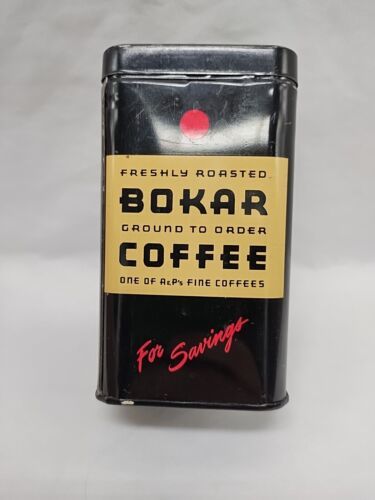 FRESHLY ROASTED
BOKAR
GROUND TO ORDER
COFFEE
ONE OF A&P's FINE COFFEES
For Savings